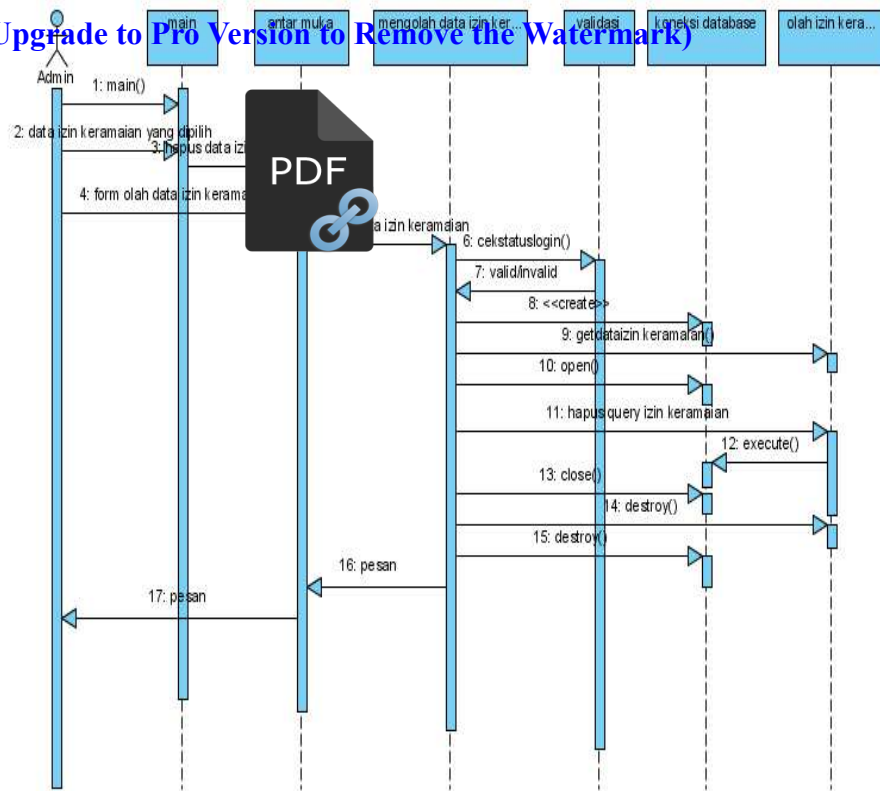 main
antar muka
mengolah data izin ker...
validasi
koneksi database
olah izin kera...
Upgrade to Pro Version to Remove the Watermark)
Admin
1: main()
2: data izin keramaian yang dipilih
3: hapus data izi
4: form olah data izin kerama
a izin keramaian
6: cekstatuslogin()
7: valid/invalid
8: <<create>>
9: getdataizin keramaian()
10: open()
11: hapus query izin keramaian
12: execute()
13: close()
14: destroy()
15: destroy()
16: pesan
17: pesan
PDF